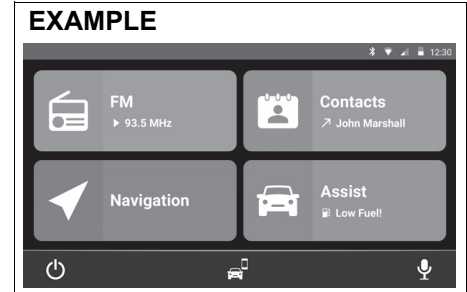 EXAMPLE
12:30
FM
93.5 MHz
Contacts
John Marshall
Navigation
Assist
Low Fuel!